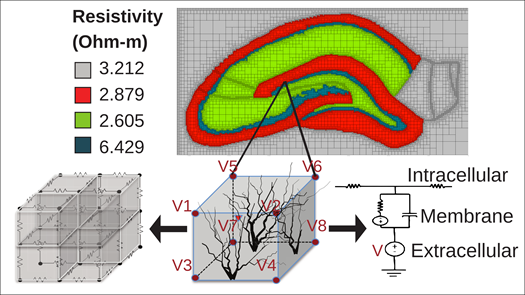 Resistivity
(Ohm-m)
3.212
2.879
2.605
6.429
V5
V6
V1
V2
V7
V8
V3
V4
Intracellular
Membrane
V
Extracellular